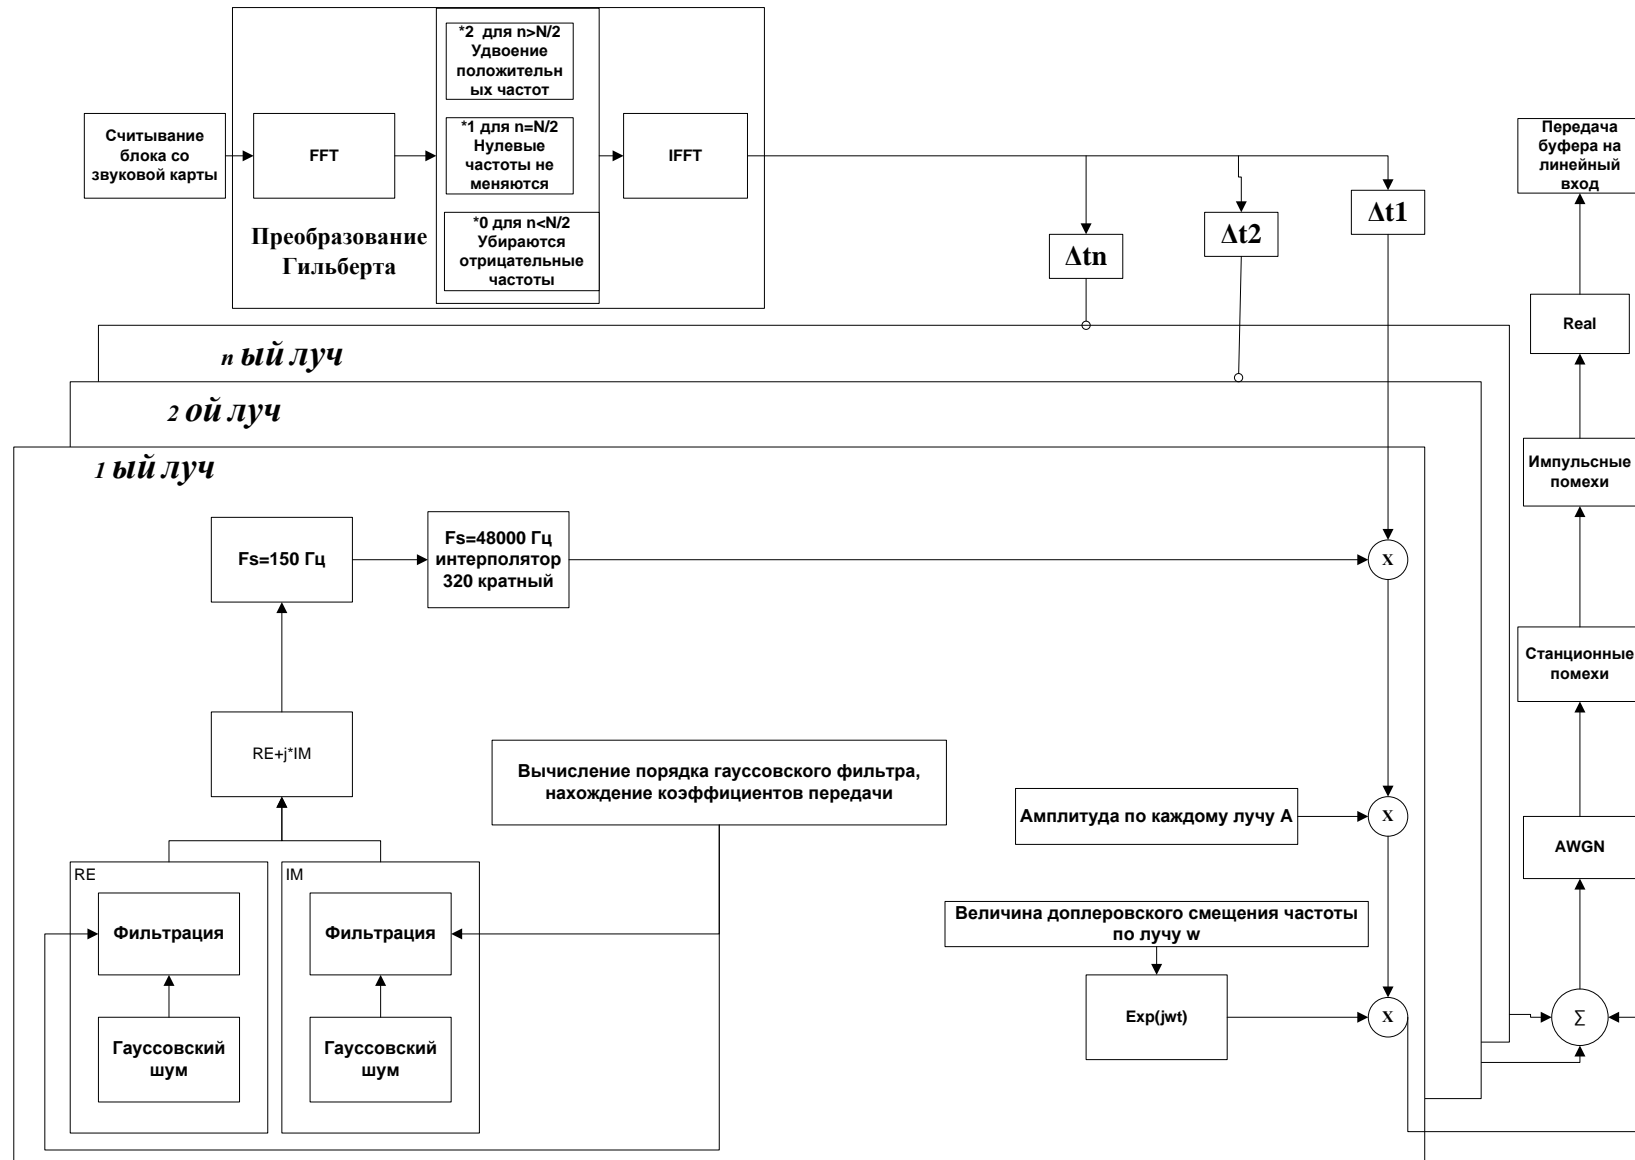 Считывание
блока со
звуковой карты
FFT
Преобразование
Гильберта
*2 для n>N/2
Удвоение
положительн
ых частот
*1 для n=N/2
Нулевые
частоты не
меняются
*0 для n<N/2
Убираются
отрицательные
частоты
IFFT
Δtn
Δt2
Δt1
Передача
буфера на
линейный
вход
Real
Импульсные
помехи
Станционные
помехи
AWGN
Σ
n ый луч
2 ой луч
1 ый луч
Fs=150 Гц
Fs=48000 Гц
интерполятор
320 кратный
X
RE+j*IM
Вычисление порядка гауссовского фильтра,
нахождение коэффициентов передачи
Амплитуда по каждому лучу А
X
RE
Фильтрация
Гауссовский
шум
IM
Фильтрация
Гауссовский
шум
Величина доплеровского смещения частоты
по лучу w
Exp(jwt)
X